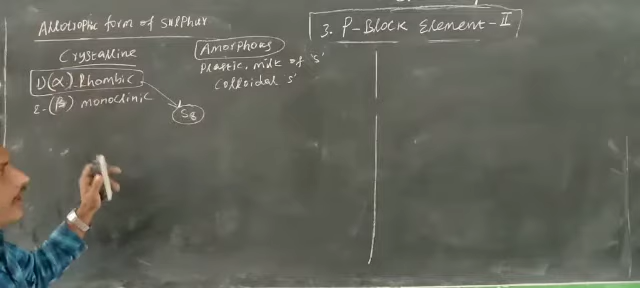 Allotropic form of sulphur
Crystalline
1) (α) Rhombic
2-(β) monoclinic
S8
Amorphous
Plastic, milk of 's'
Colloidal s'
3. P-Block Element-II